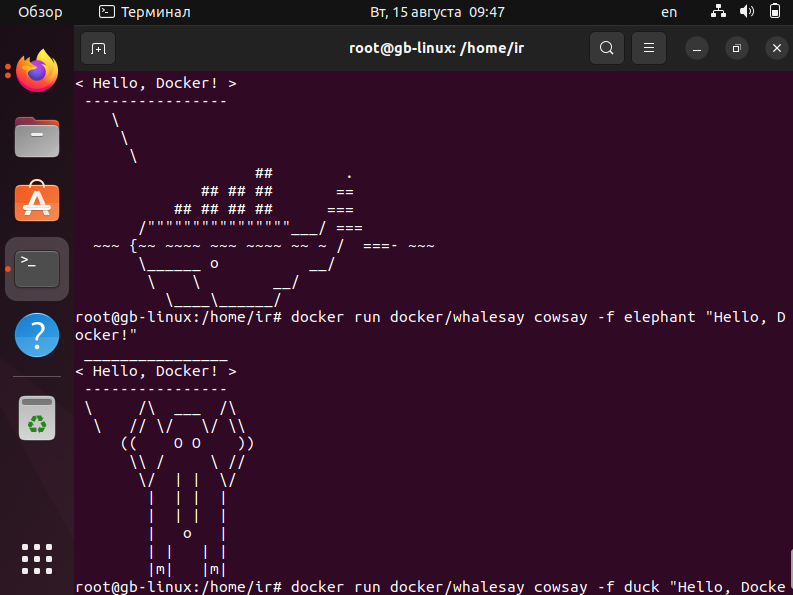 Обзор Терминал Вт, 15 августа 09:47 en
root@gb-linux: /home/ir
< Hello, Docker! >
 ----------------
    \
     \
      \
                    ##        .
              ## ## ##       ==
           ## ## ## ##      ===
       /""""""""""""""""___/ ===
  ~~~ {~~ ~~~~ ~~~ ~~~~ ~~ ~ /  ===- ~~~
       \______ o          __/
        \    \        __/
          \____\______/
root@gb-linux:/home/ir# docker run docker/whalesay cowsay -f elephant "Hello, D
ocker!"
 ________________
< Hello, Docker! >
 ----------------
 \     /\  ___  /\
  \   // \/   \/ \\
     ((    O O    ))
      \\ /     \ //
       \/  | |  \/
        |  | |  |
        |  | |  |
        |   o   |
        | |   | |
        |m|   |m|
root@gb-linux:/home/ir# docker run docker/whalesay cowsay -f duck "Hello, Docke